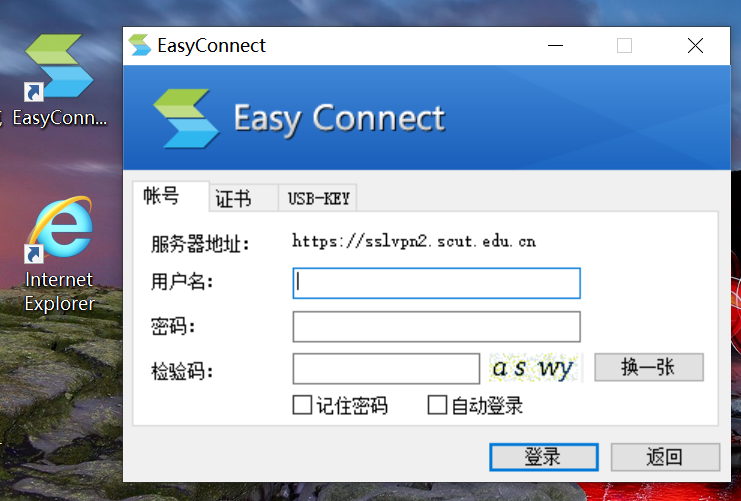 EasyConnect
Easy Connect
EasyConn...
Internet
Explorer
帐号 证书 USB-KEY
服务器地址: https://sslvpn2.scut.edu.cn
用户名:
密码:
检验码: a s wy 换一张
记住密码 自动登录
登录 返回